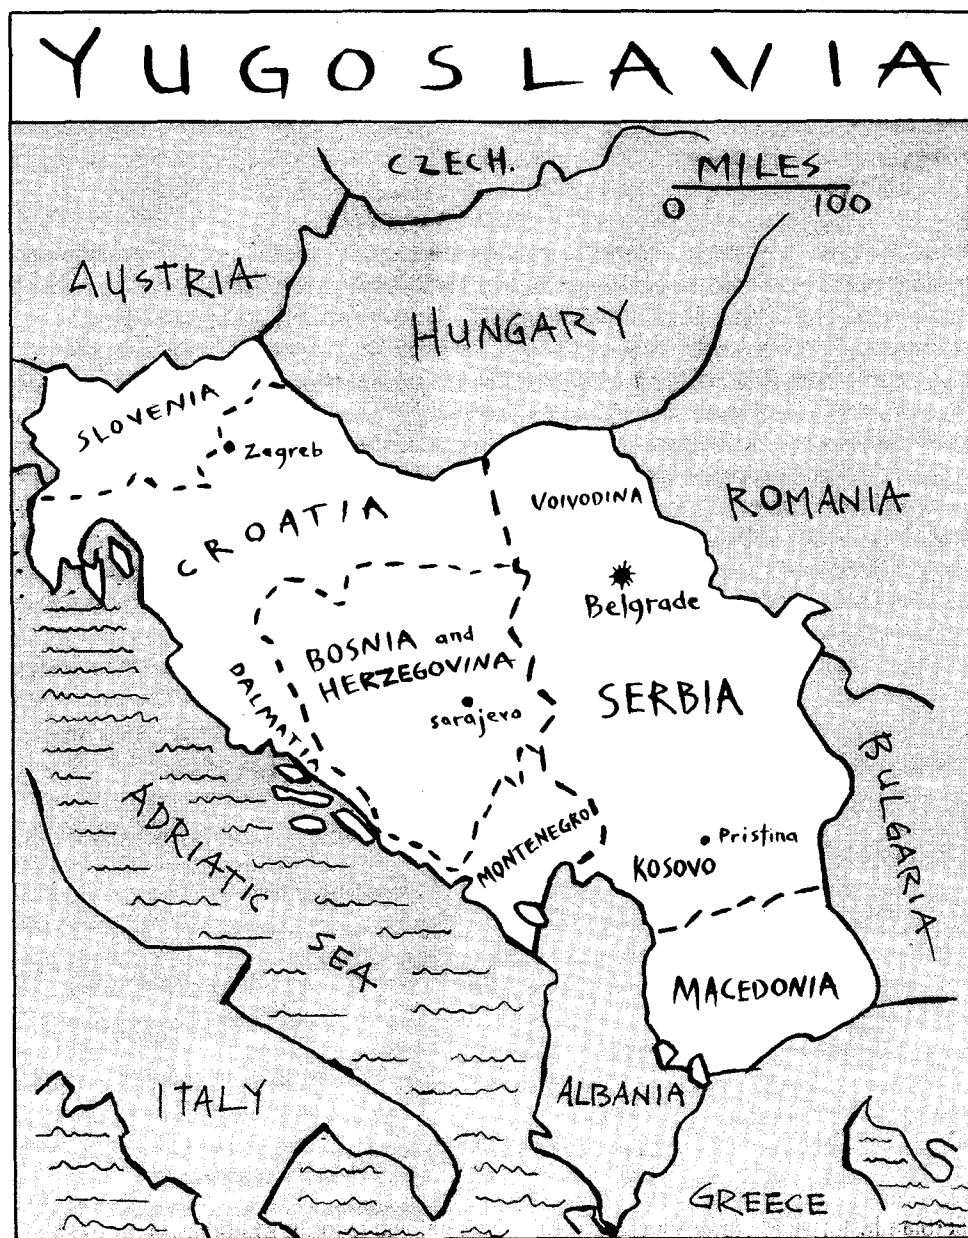 YUGOSLAVIA
CZECH.
MILES
0 100
AUSTRIA
HUNGARY
SLOVENIA
Zagreb
VOIVODINA
ROMANIA
CROATIA
Belgrade
BOSNIA and
HERZEGOVINA
DALMATIA
SERBIA
sarajevo
BULGARIA
ADRIATIC
SEA
MONTENEGRO
Pristina
KOSOVO
MACEDONIA
ITALY
ALBANIA
GREECE